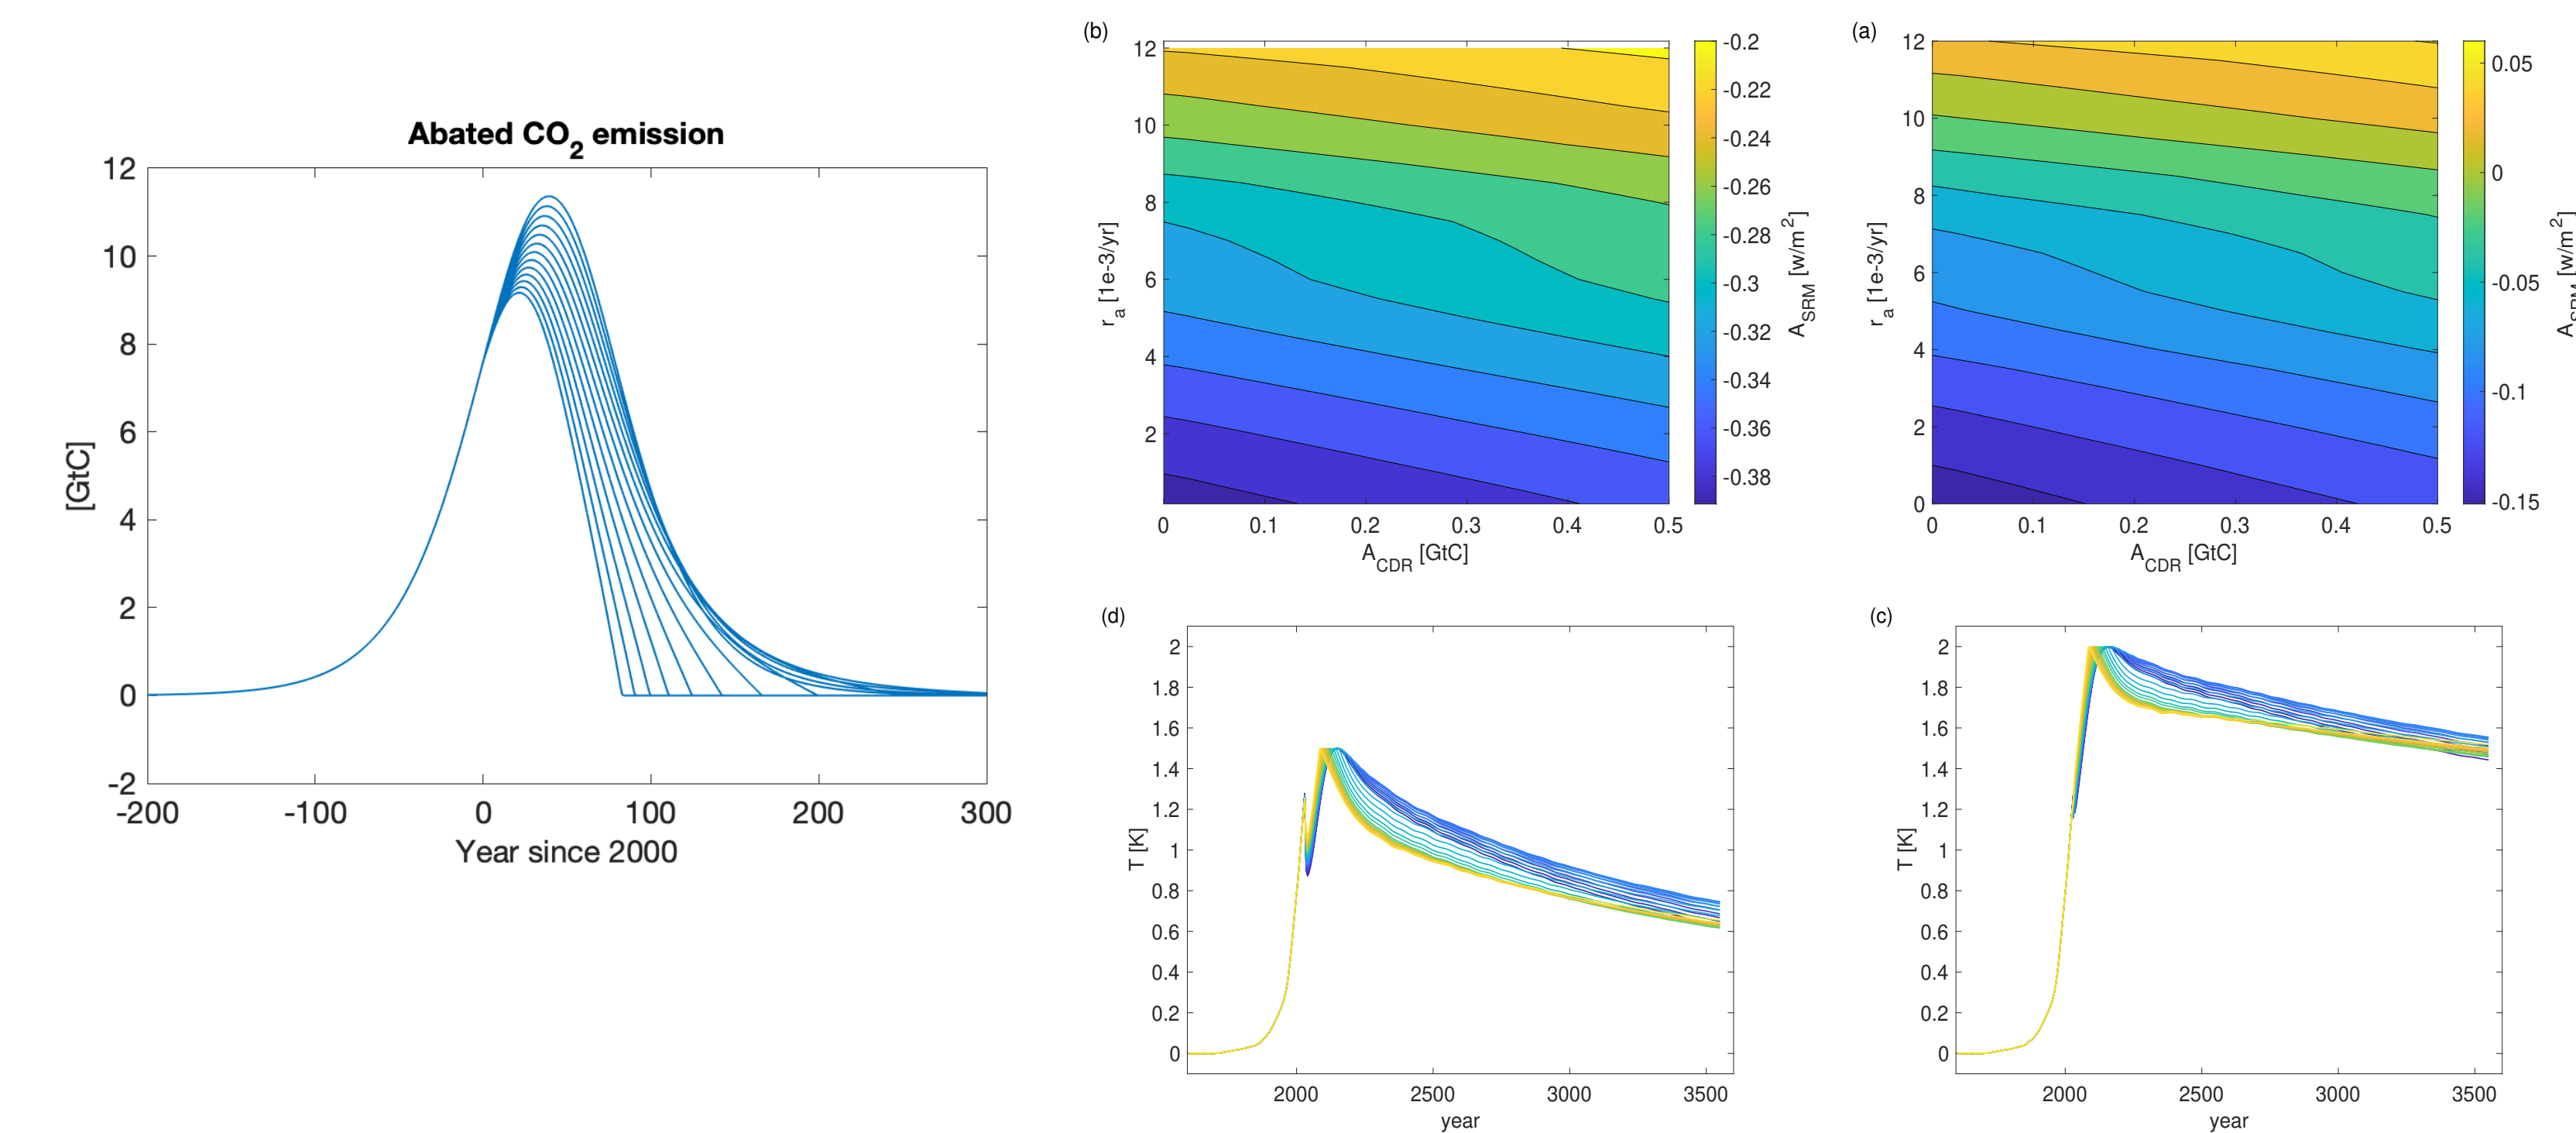 Abated CO2 emission
12
10
8
6
4
2
0
-2
[GtC]
-200 -100 0 100 200 300
Year since 2000
(b)
12
10
8
6
4
2
r a [1e-3/yr]
0 0.1 0.2 0.3 0.4 0.5
ACDR [GtC]
-0.2
-0.22
-0.24
-0.26
-0.28
-0.3
-0.32
-0.34
-0.36
-0.38
ASRM [w/m2]
(a)
12
10
8
6
4
2
0
r a [1e-3/yr]
0 0.1 0.2 0.3 0.4 0.5
ACDR [GtC]
0.05
0
-0.05
-0.1
-0.15
ASRM [w/m2]
(d)
2
1.8
1.6
1.4
1.2
1
0.8
0.6
0.4
0.2
0
T [K]
2000 2500 3000 3500
year
(c)
2
1.8
1.6
1.4
1.2
1
0.8
0.6
0.4
0.2
0
T [K]
2000 2500 3000 3500
year